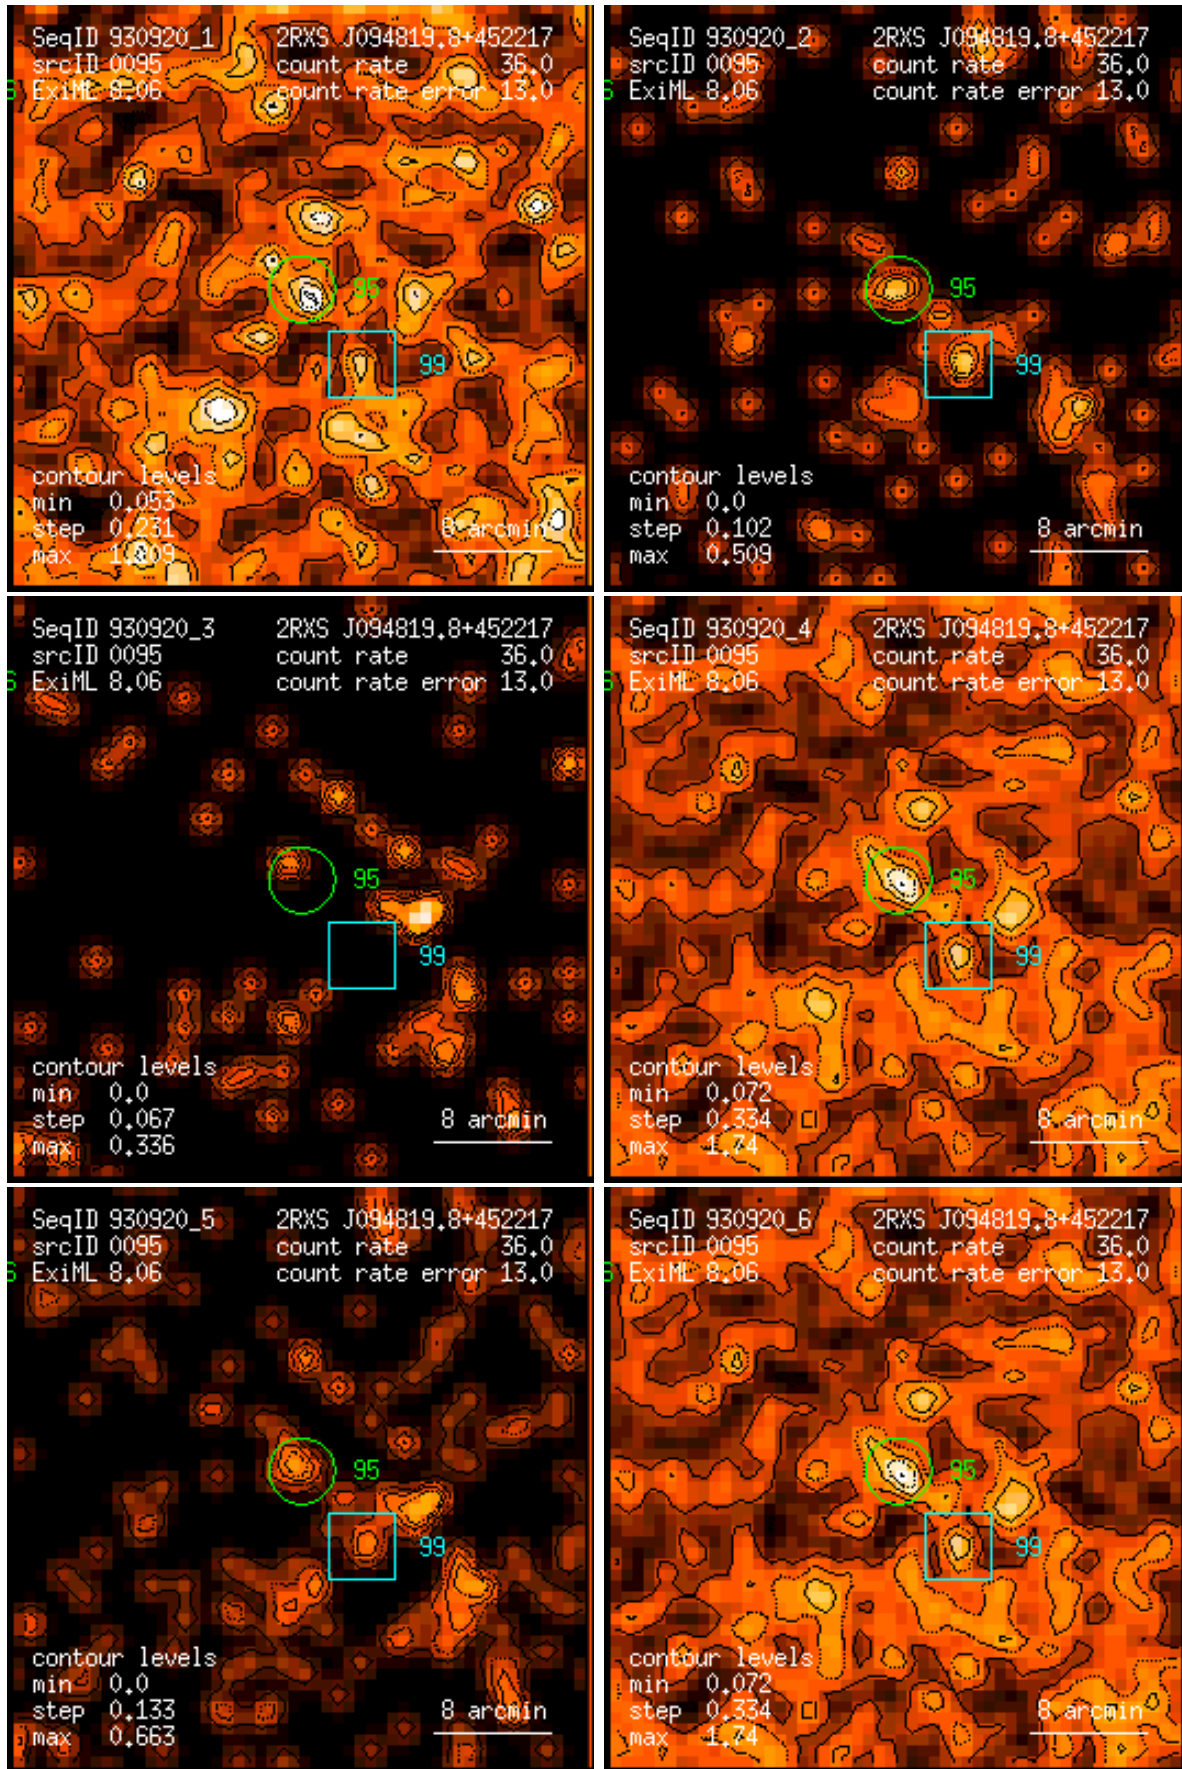 SeqID 930920_1 2RXS J094819.8+452217
srcID 0095 count rate 36.0
S ExiML 8.06 count rate error 13.0
95
99
contour levels
min 0.053
step 0.231
max 1.209
8 arcmin
SeqID 930920_2 2RXS J094819.8+452217
srcID 0095 count rate 36.0
S ExiML 8.06 count rate error 13.0
95
99
contour levels
min 0.0
step 0.102
max 0.509
8 arcmin
SeqID 930920_3 2RXS J094819.8+452217
srcID 0095 count rate 36.0
S ExiML 8.06 count rate error 13.0
95
99
contour levels
min 0.0
step 0.067
max 0.336
8 arcmin
SeqID 930920_4 2RXS J094819.8+452217
srcID 0095 count rate 36.0
S ExiML 8.06 count rate error 13.0
95
99
contour levels
min 0.072
step 0.334
max 1.74
8 arcmin
SeqID 930920_5 2RXS J094819.8+452217
srcID 0095 count rate 36.0
S ExiML 8.06 count rate error 13.0
95
99
contour levels
min 0.0
step 0.133
max 0.663
8 arcmin
SeqID 930920_6 2RXS J094819.8+452217
srcID 0095 count rate 36.0
S ExiML 8.06 count rate error 13.0
95
99
contour levels
min 0.072
step 0.334
max 1.74
8 arcmin